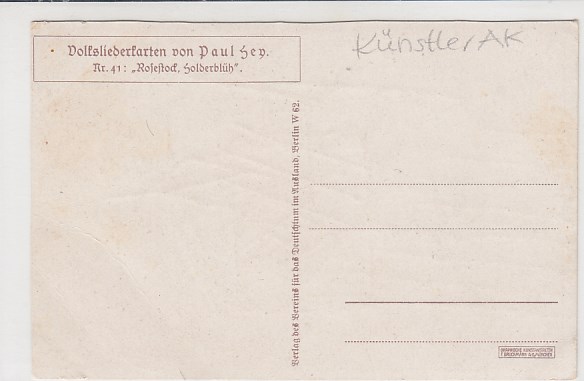 Volksliederkarten von Paul Hey.
Nr. 41: „Rosestock, Holderblüh".
Künstler AK
Verlag des Vereins für das Deutschtum im Ausland, Berlin W 62.